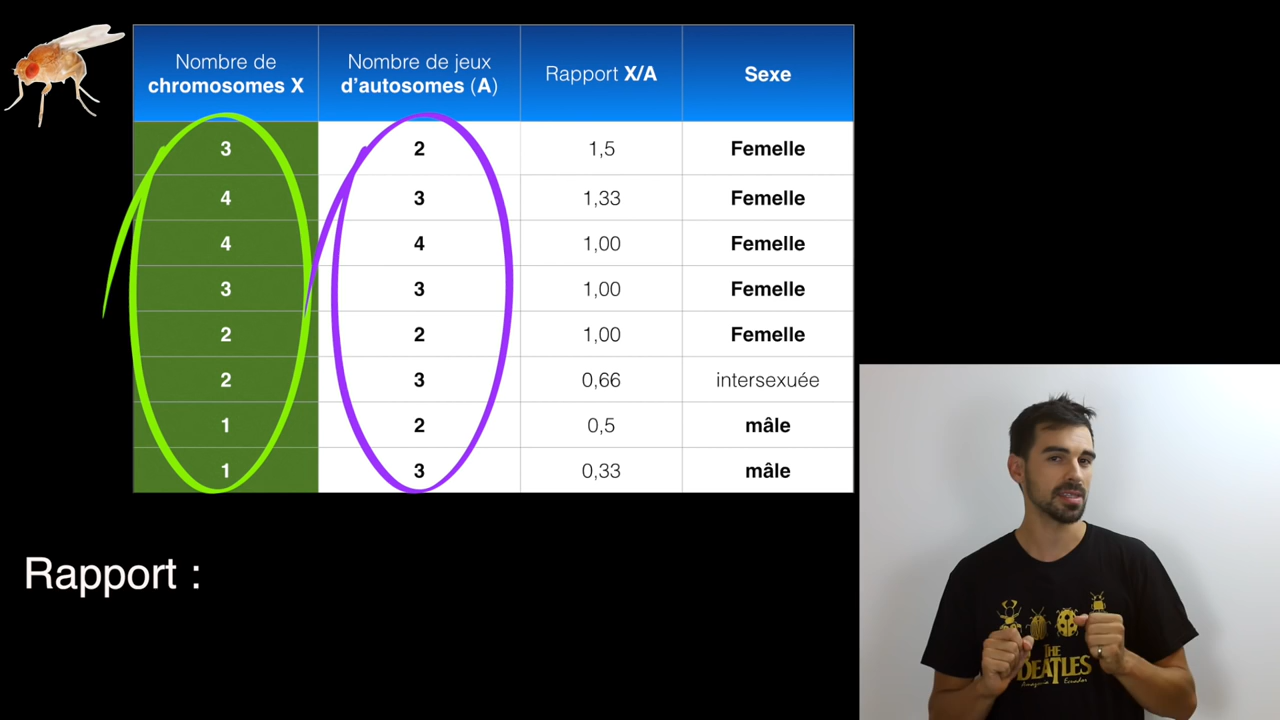 Nombre de
chromosomes X
Nombre de jeux
d'autosomes (A)
Rapport X/A
Sexe
3 2 1,5 Femelle
4 3 1,33 Femelle
4 4 1,00 Femelle
3 3 1,00 Femelle
2 2 1,00 Femelle
2 3 0,66 intersexuée
1 2 0,5 mâle
1 3 0,33 mâle
Rapport :
THE
BEATLES
Amazonia Ecuador